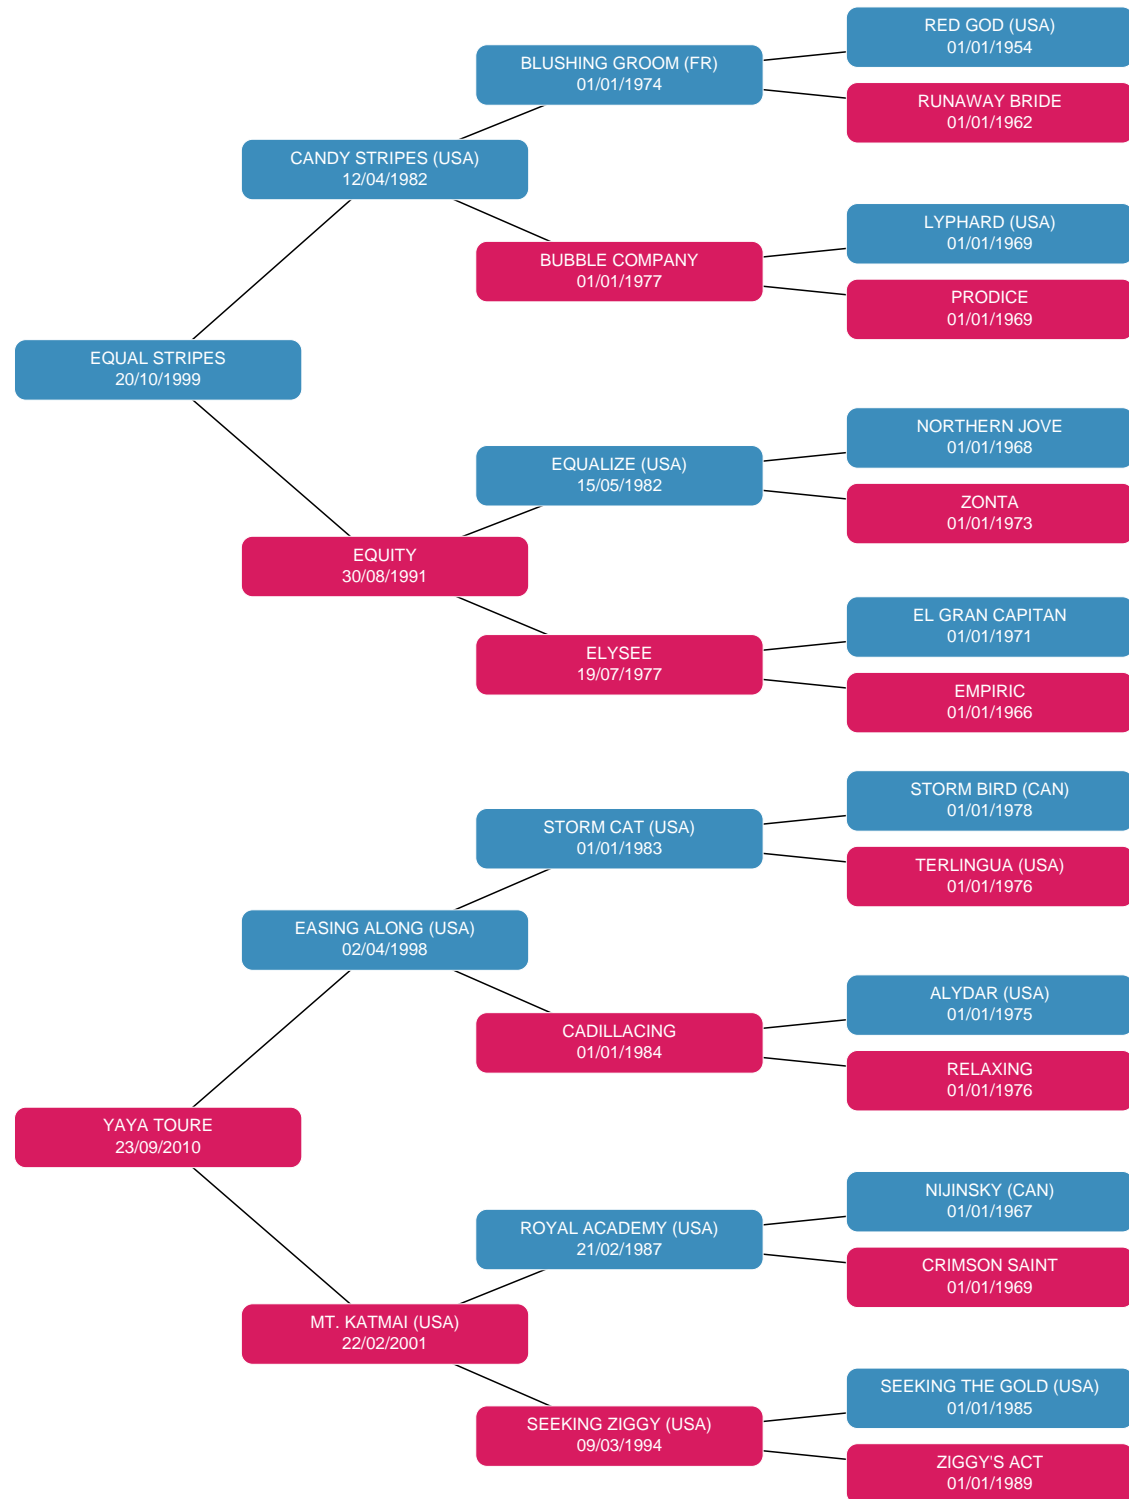 RED GOD (USA)
01/01/1954
BLUSHING GROOM (FR)
01/01/1974
RUNAWAY BRIDE
01/01/1962
CANDY STRIPES (USA)
12/04/1982
LYPHARD (USA)
01/01/1969
BUBBLE COMPANY
01/01/1977
PRODICE
01/01/1969
EQUAL STRIPES
20/10/1999
NORTHERN JOVE
01/01/1968
EQUALIZE (USA)
15/05/1982
ZONTA
01/01/1973
EQUITY
30/08/1991
EL GRAN CAPITAN
01/01/1971
ELYSEE
19/07/1977
EMPIRIC
01/01/1966
STORM BIRD (CAN)
01/01/1978
STORM CAT (USA)
01/01/1983
TERLINGUA (USA)
01/01/1976
EASING ALONG (USA)
02/04/1998
ALYDAR (USA)
01/01/1975
CADILLACING
01/01/1984
RELAXING
01/01/1976
YAYA TOURE
23/09/2010
NIJINSKY (CAN)
01/01/1967
ROYAL ACADEMY (USA)
21/02/1987
CRIMSON SAINT
01/01/1969
MT. KATMAI (USA)
22/02/2001
SEEKING THE GOLD (USA)
01/01/1985
SEEKING ZIGGY (USA)
09/03/1994
ZIGGY'S ACT
01/01/1989